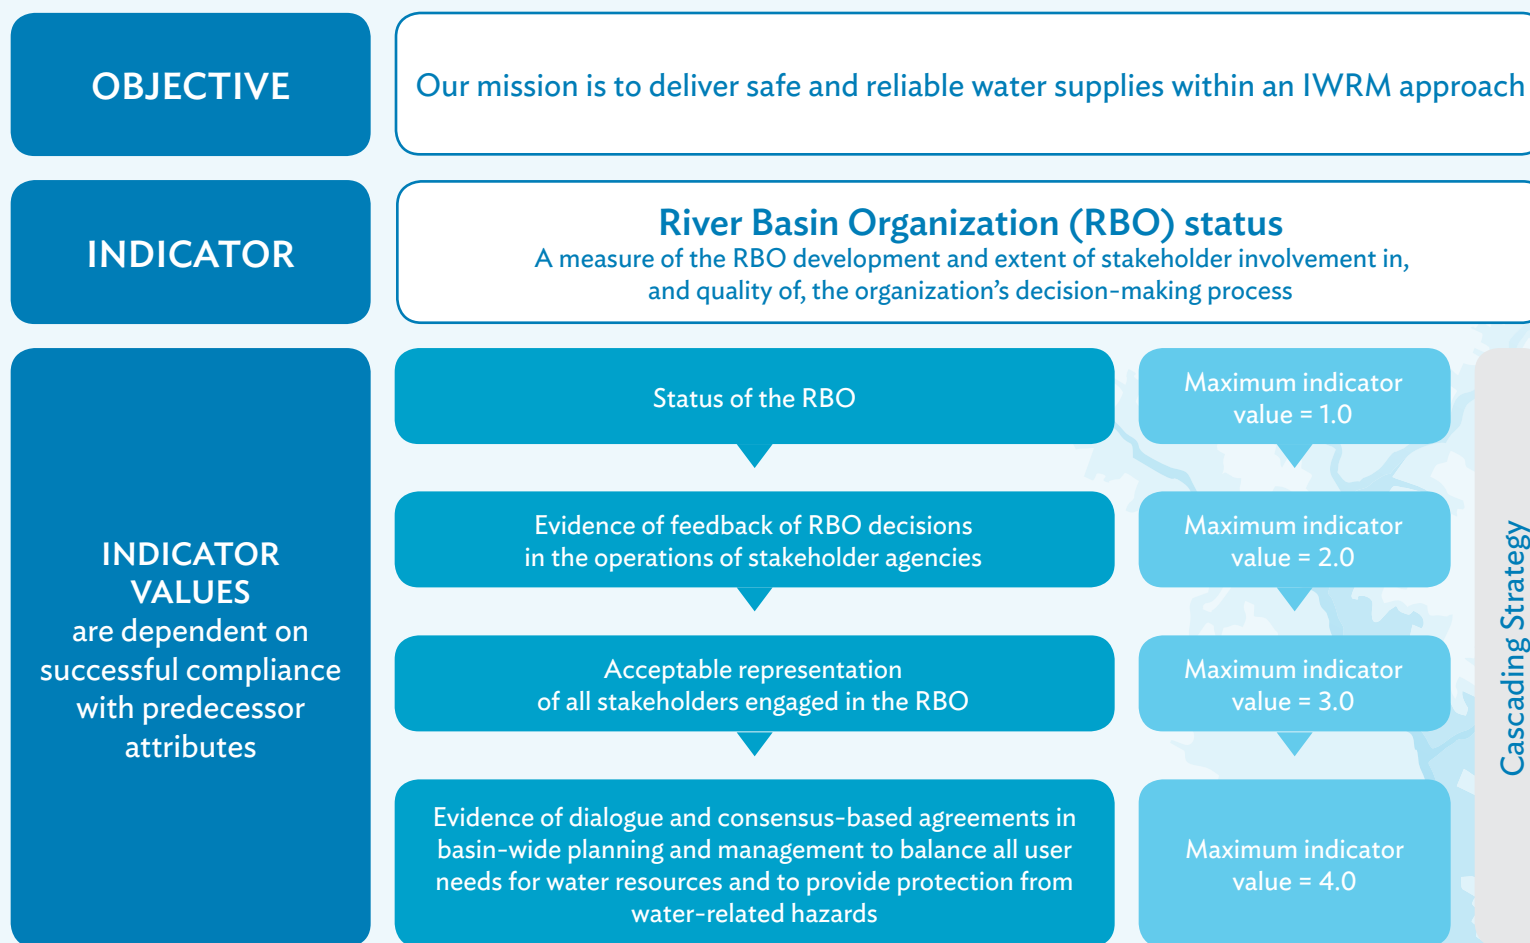 OBJECTIVE
Our mission is to deliver safe and reliable water supplies within an IWRM approach
INDICATOR
River Basin Organization (RBO) status
A measure of the RBO development and extent of stakeholder involvement in,
and quality of, the organization’s decision-making process
INDICATOR
VALUES
are dependent on
successful compliance
with predecessor
attributes
Status of the RBO
Maximum indicator
value = 1.0
Evidence of feedback of RBO decisions
in the operations of stakeholder agencies
Maximum indicator
value = 2.0
Acceptable representation
of all stakeholders engaged in the RBO
Maximum indicator
value = 3.0
Evidence of dialogue and consensus-based agreements in
basin-wide planning and management to balance all user
needs for water resources and to provide protection from
water-related hazards
Maximum indicator
value = 4.0
Cascading Strategy